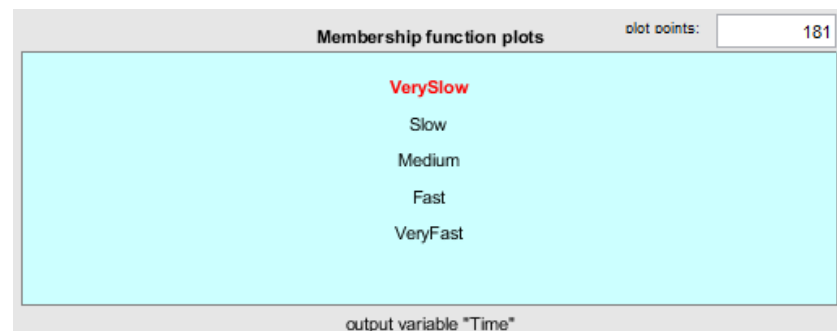 Membership function plots
plot points: 181
VerySlow
Slow
Medium
Fast
VeryFast
output variable "Time"